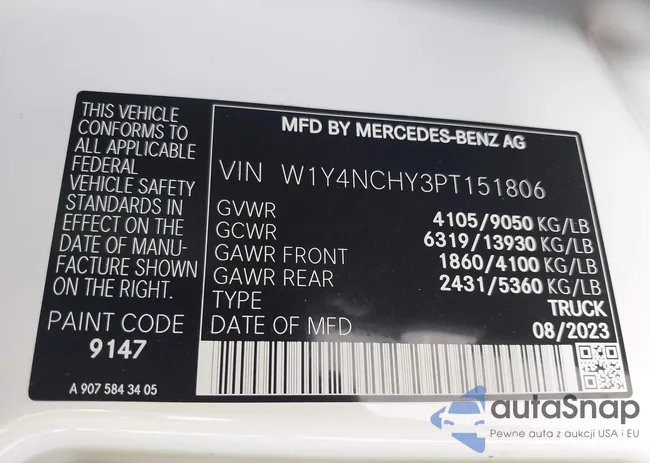 THIS VEHICLE
CONFORMS TO
ALL APPLICABLE
FEDERAL
VEHICLE SAFETY
STANDARDS IN
EFFECT ON THE
DATE OF MANU-
FACTURE SHOWN
ON THE RIGHT.
PAINT CODE
9147
A 907 584 34 05
MFD BY MERCEDES-BENZ AG
VIN W1Y4NCHY3PT151806
GVWR 4105/9050 KG/LB
GCWR 6319/13930 KG/LB
GAWR FRONT 1860/4100 KG/LB
GAWR REAR 2431/5360 KG/LB
TYPE TRUCK
DATE OF MFD 08/2023
autaSnap
Pewne auta z aukcji USA i EU